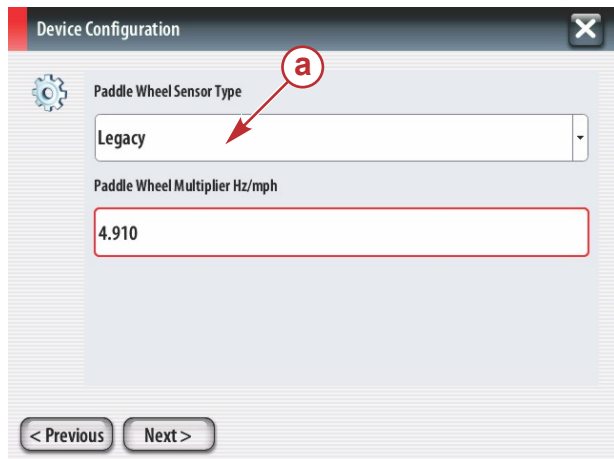 Device Configuration
a
Paddle Wheel Sensor Type
Legacy
Paddle Wheel Multiplier Hz/mph
4.910
< Previous Next >